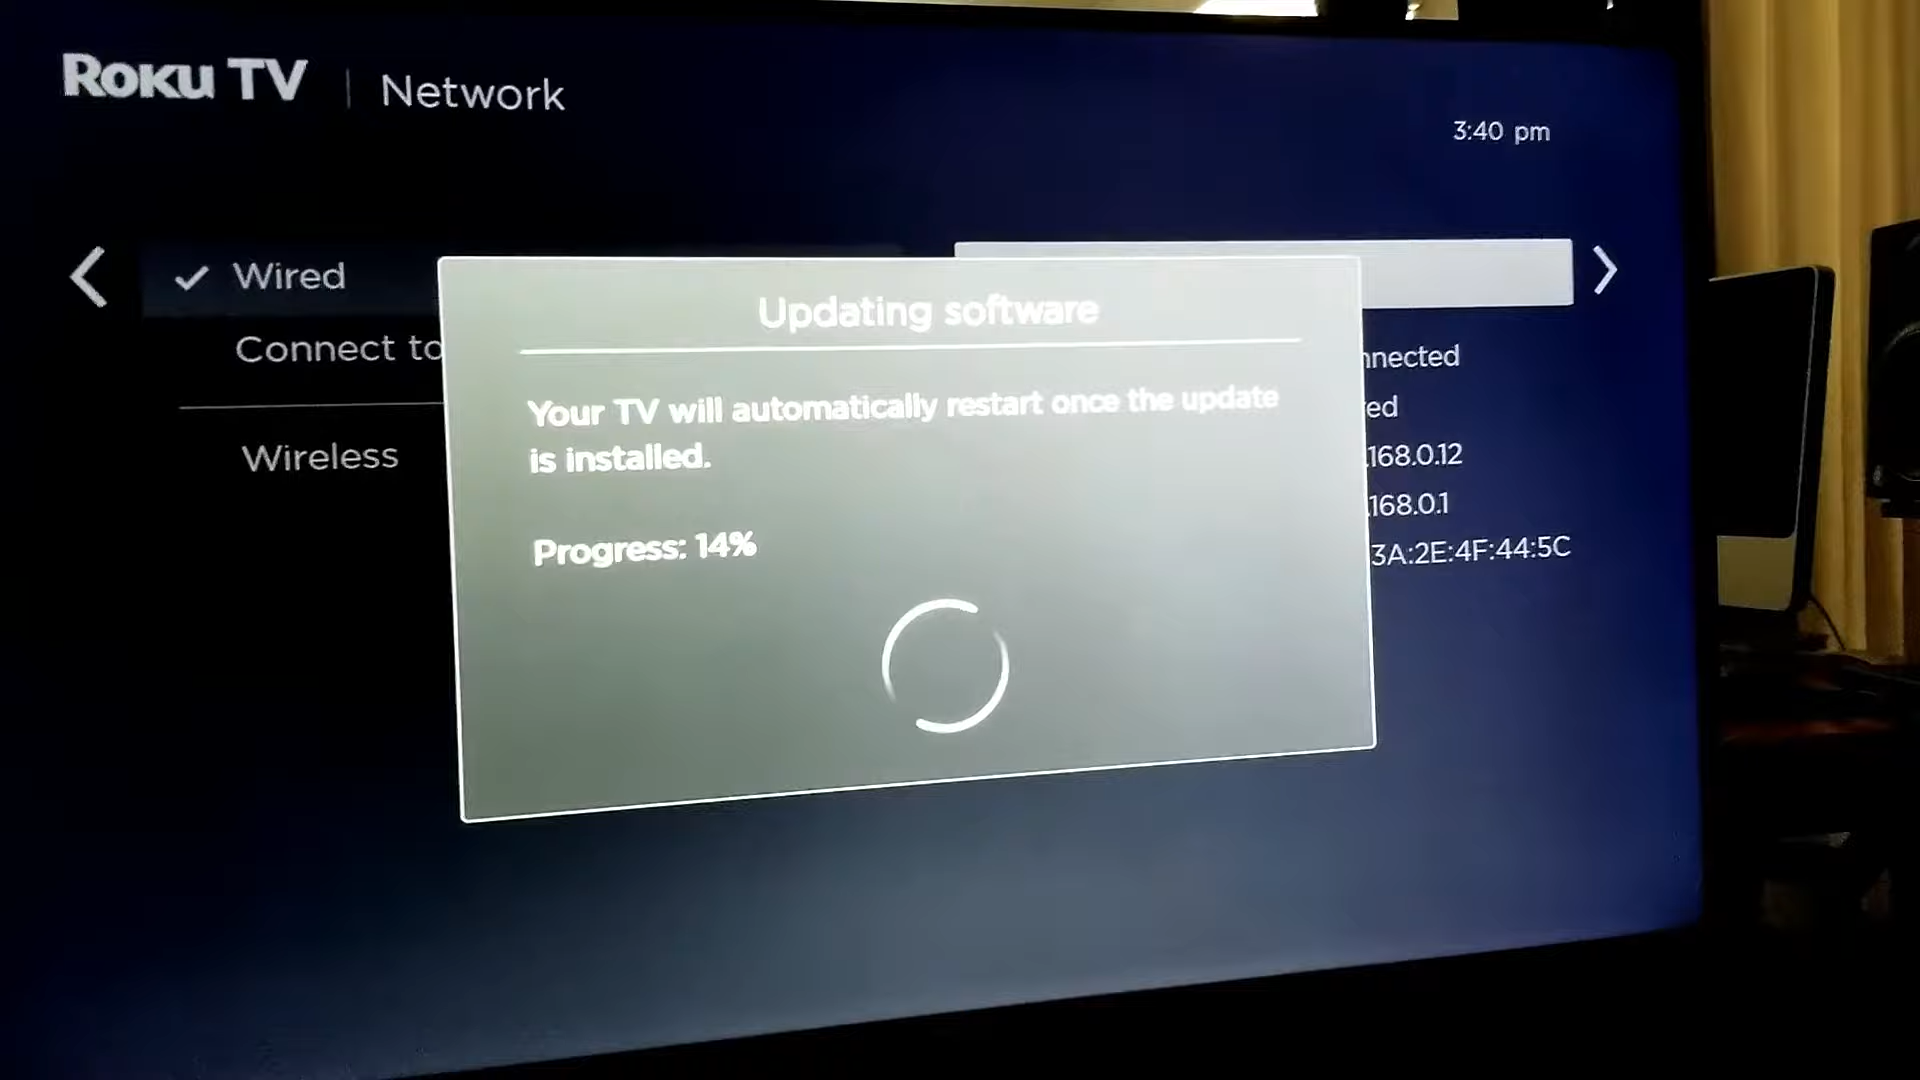 Roku TV | Network
3:40 pm
Wired
Connect to
Wireless
Updating software
Your TV will automatically restart once the update
is installed.
Progress: 14%
nnected
ed
.168.0.12
.168.0.1
3A:2E:4F:44:5C